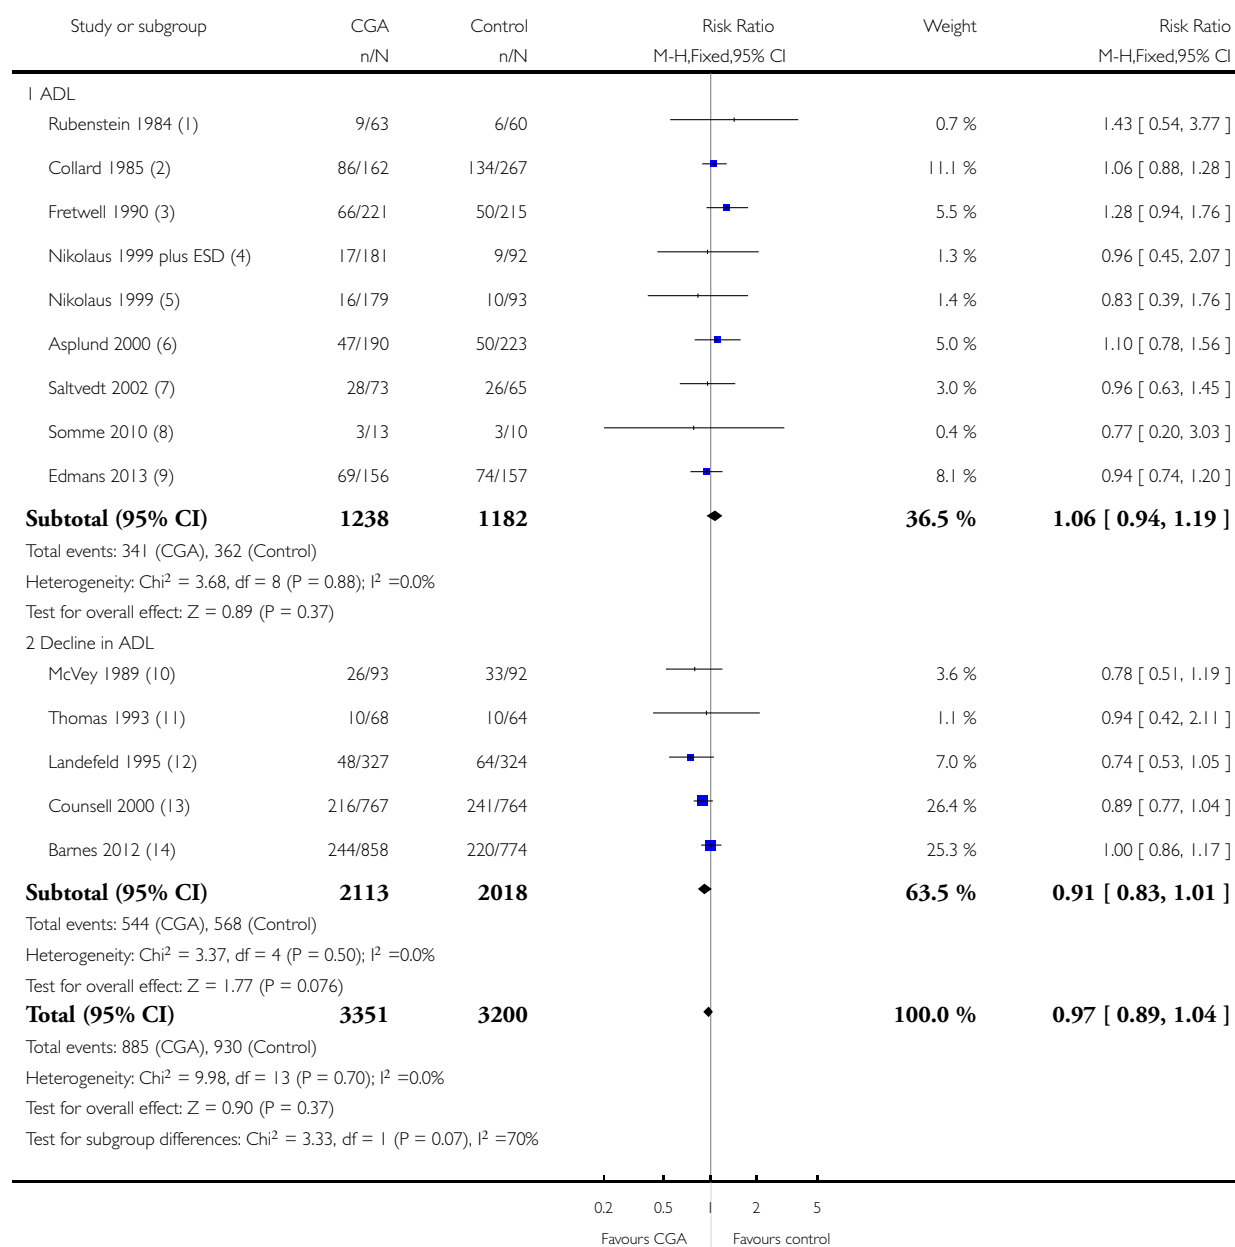 Study or subgroup CGA Control Risk Ratio Weight Risk Ratio
n/N n/N M-H,Fixed,95% CI M-H,Fixed,95% CI
1 ADL
Rubenstein 1984 (1) 9/63 6/60 0.7 % 1.43 [ 0.54, 3.77 ]
Collard 1985 (2) 86/162 134/267 11.1 % 1.06 [ 0.88, 1.28 ]
Fretwell 1990 (3) 66/221 50/215 5.5 % 1.28 [ 0.94, 1.76 ]
Nikolaus 1999 plus ESD (4) 17/181 9/92 1.3 % 0.96 [ 0.45, 2.07 ]
Nikolaus 1999 (5) 16/179 10/93 1.4 % 0.83 [ 0.39, 1.76 ]
Asplund 2000 (6) 47/190 50/223 5.0 % 1.10 [ 0.78, 1.56 ]
Saltvedt 2002 (7) 28/73 26/65 3.0 % 0.96 [ 0.63, 1.45 ]
Somme 2010 (8) 3/13 3/10 0.4 % 0.77 [ 0.20, 3.03 ]
Edmans 2013 (9) 69/156 74/157 8.1 % 0.94 [ 0.74, 1.20 ]
Subtotal (95% CI) 1238 1182 36.5 % 1.06 [ 0.94, 1.19 ]
Total events: 341 (CGA), 362 (Control)
Heterogeneity: Chi² = 3.68, df = 8 (P = 0.88); I² =0.0%
Test for overall effect: Z = 0.89 (P = 0.37)
2 Decline in ADL
McVey 1989 (10) 26/93 33/92 3.6 % 0.78 [ 0.51, 1.19 ]
Thomas 1993 (11) 10/68 10/64 1.1 % 0.94 [ 0.42, 2.11 ]
Landefeld 1995 (12) 48/327 64/324 7.0 % 0.74 [ 0.53, 1.05 ]
Counsell 2000 (13) 216/767 241/764 26.4 % 0.89 [ 0.77, 1.04 ]
Barnes 2012 (14) 244/858 220/774 25.3 % 1.00 [ 0.86, 1.17 ]
Subtotal (95% CI) 2113 2018 63.5 % 0.91 [ 0.83, 1.01 ]
Total events: 544 (CGA), 568 (Control)
Heterogeneity: Chi² = 3.37, df = 4 (P = 0.50); I² =0.0%
Test for overall effect: Z = 1.77 (P = 0.076)
Total (95% CI) 3351 3200 100.0 % 0.97 [ 0.89, 1.04 ]
Total events: 885 (CGA), 930 (Control)
Heterogeneity: Chi² = 9.98, df = 13 (P = 0.70); I² =0.0%
Test for overall effect: Z = 0.90 (P = 0.37)
Test for subgroup differences: Chi² = 3.33, df = 1 (P = 0.07), I² =70%
0.2 0.5 1 2 5
Favours CGA Favours control